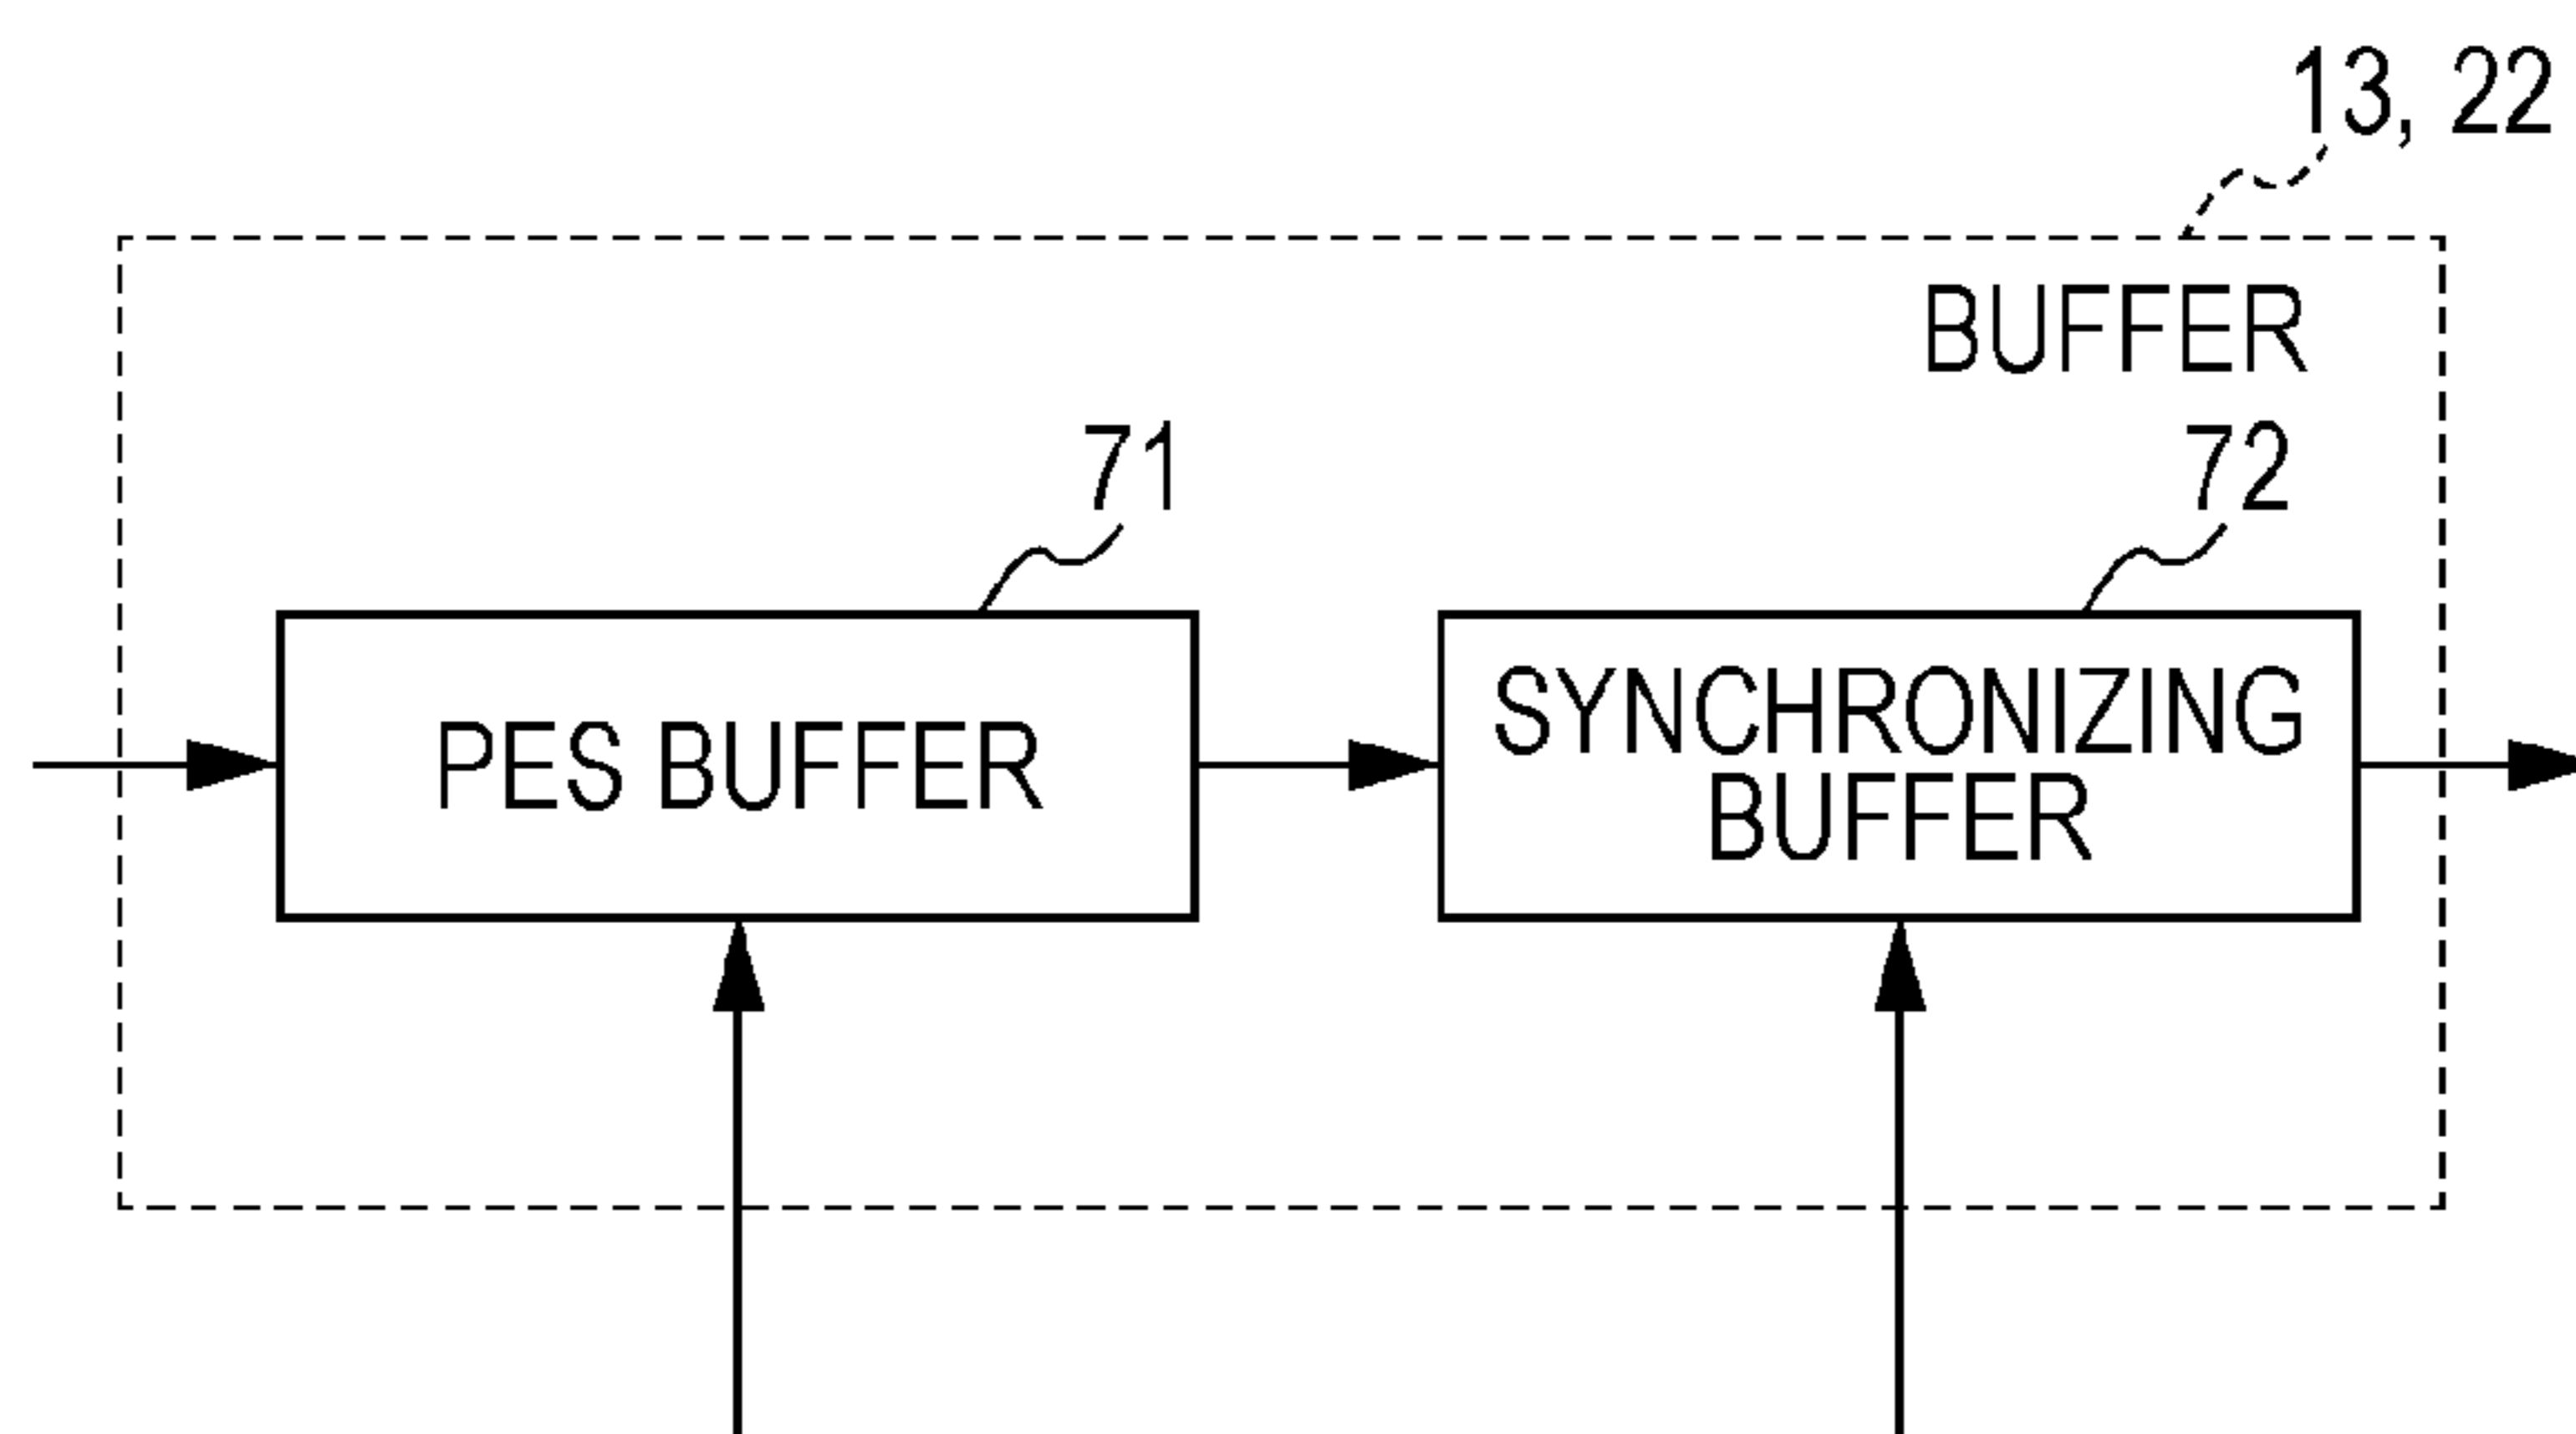 13, 22
BUFFER
71
72
PES BUFFER
SYNCHRONIZING
BUFFER